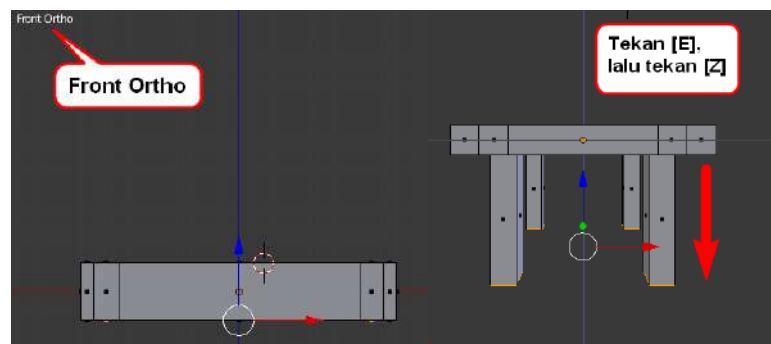 Front Ortho
Front Ortho
Tekan [E],
lalu tekan [Z]